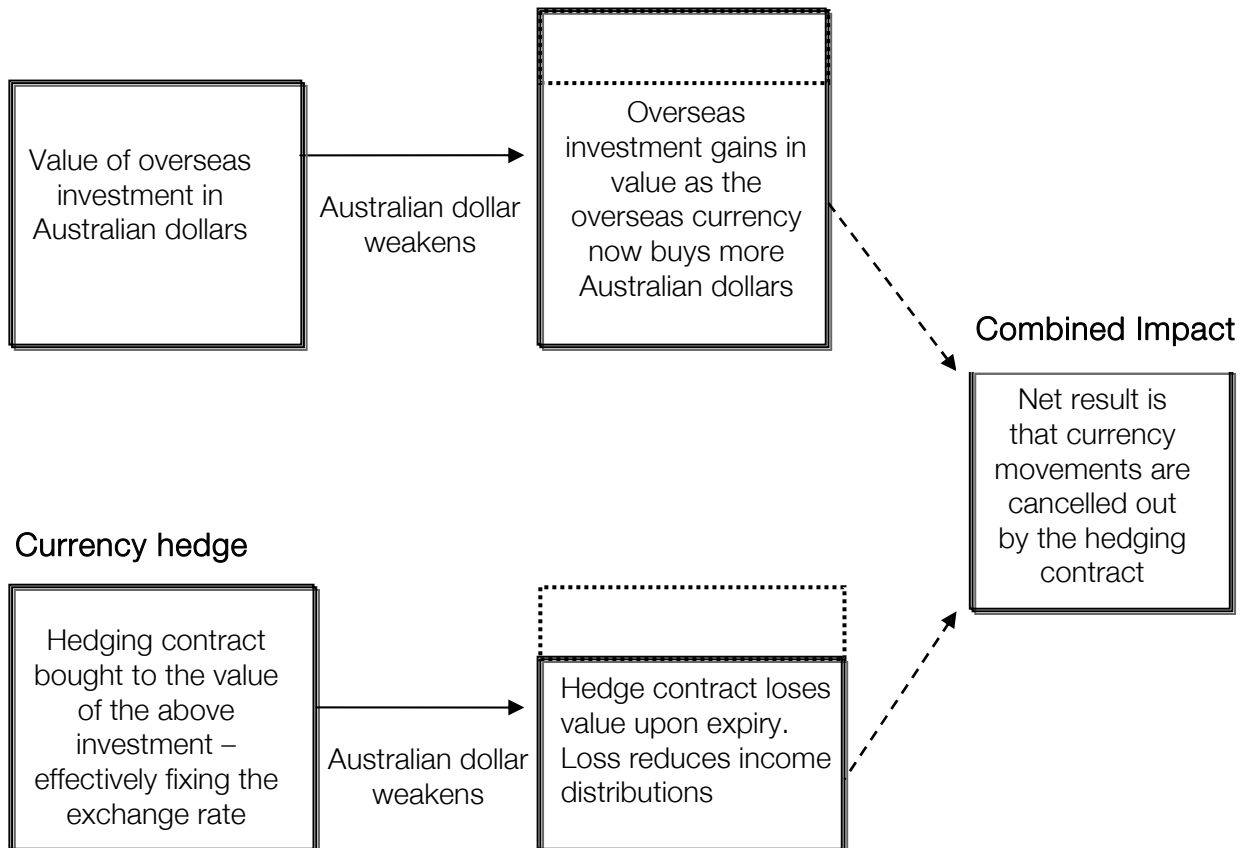 Value of overseas
investment in
Australian dollars
Australian dollar
weakens
Overseas
investment gains in
value as the
overseas currency
now buys more
Australian dollars
Combined Impact
Net result is
that currency
movements are
cancelled out
by the hedging
contract
Currency hedge
Hedging contract
bought to the value
of the above
investment –
effectively fixing the
exchange rate
Australian dollar
weakens
Hedge contract loses
value upon expiry.
Loss reduces income
distributions